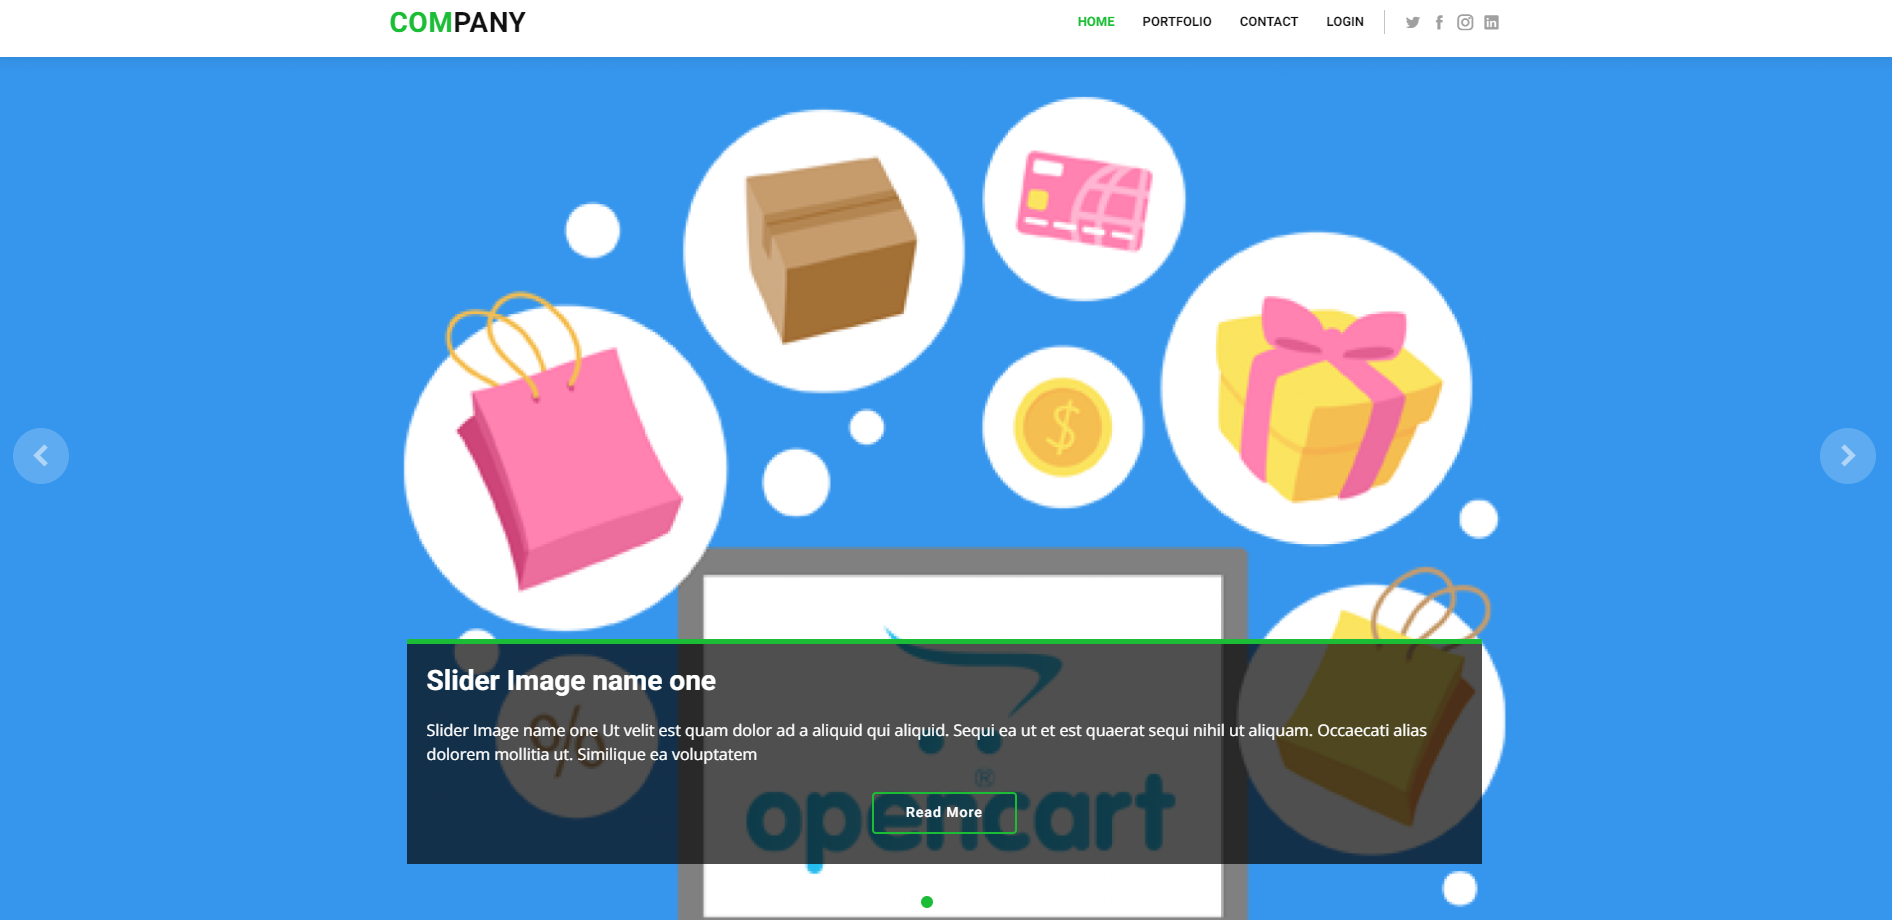 COMPANY
HOME PORTFOLIO CONTACT LOGIN
$
Slider Image name one
%
Slider Image name one Ut velit est quam dolor ad a aliquid qui aliquid. Sequi ea ut et est quaerat sequi nihil ut aliquam. Occaecati alias
dolorem mollitia ut. Similique ea voluptatem
®
opencart
Read More